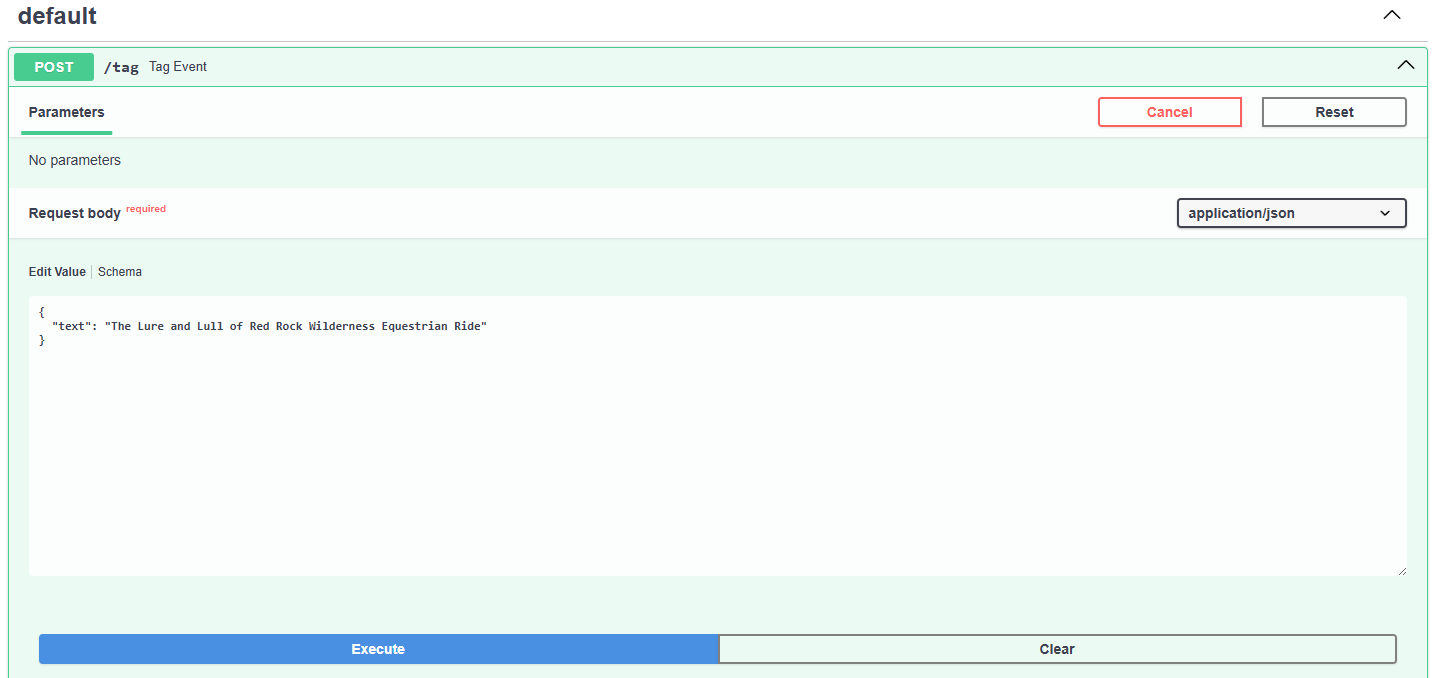 default
POST /tag Tag Event
Parameters
Cancel
Reset
No parameters
Request body required
application/json
Edit Value | Schema
{
  "text": "The Lure and Lull of Red Rock Wilderness Equestrian Ride"
}
Execute
Clear